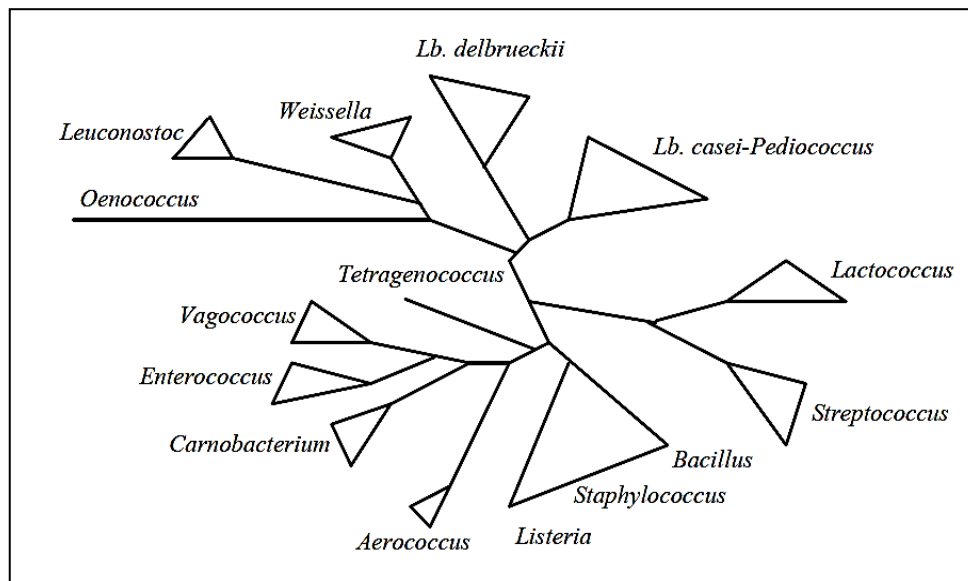 Lb. delbrueckii
Weissella
Leuconostoc
Lb. casei-Pediococcus
Oenococcus
Tetragenococcus
Lactococcus
Vagococcus
Enterococcus
Streptococcus
Carnobacterium
Bacillus
Staphylococcus
Listeria
Aerococcus